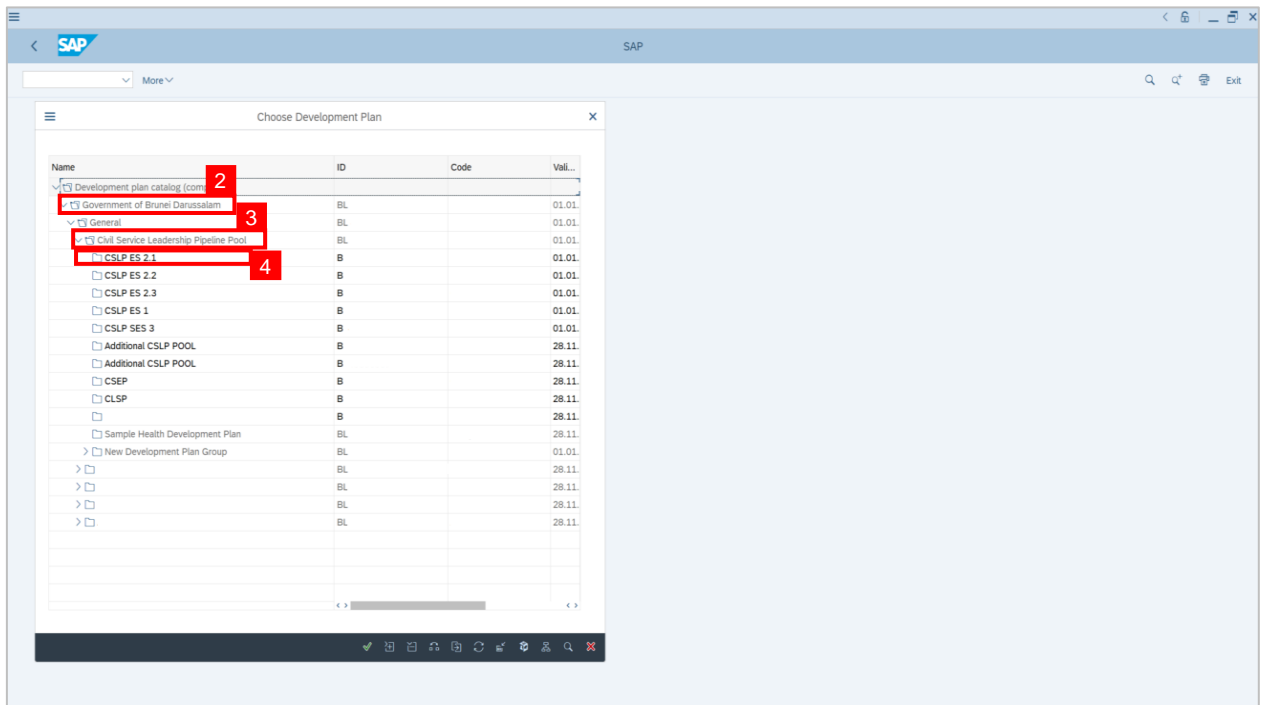 SAP
SAP
More
Exit
Choose Development Plan
Name ID Code Vali...
Development plan catalog (comp
2
Government of Brunei Darussalam BL 01.01.
3
General BL 01.01.
Civil Service Leadership Pipeline Pool BL 01.01.
CSLP ES 2.1 B 01.01.
4
CSLP ES 2.2 B 01.01.
CSLP ES 2.3 B 01.01.
CSLP ES 1 B 01.01.
CSLP SES 3 B 01.01.
Additional CSLP POOL B 28.11.
Additional CSLP POOL B 28.11.
CSEP B 28.11.
CLSP B 28.11.
B 28.11.
Sample Health Development Plan BL 28.11.
New Development Plan Group BL 01.01.
BL 28.11.
BL 28.11.
BL 28.11.
BL 28.11.